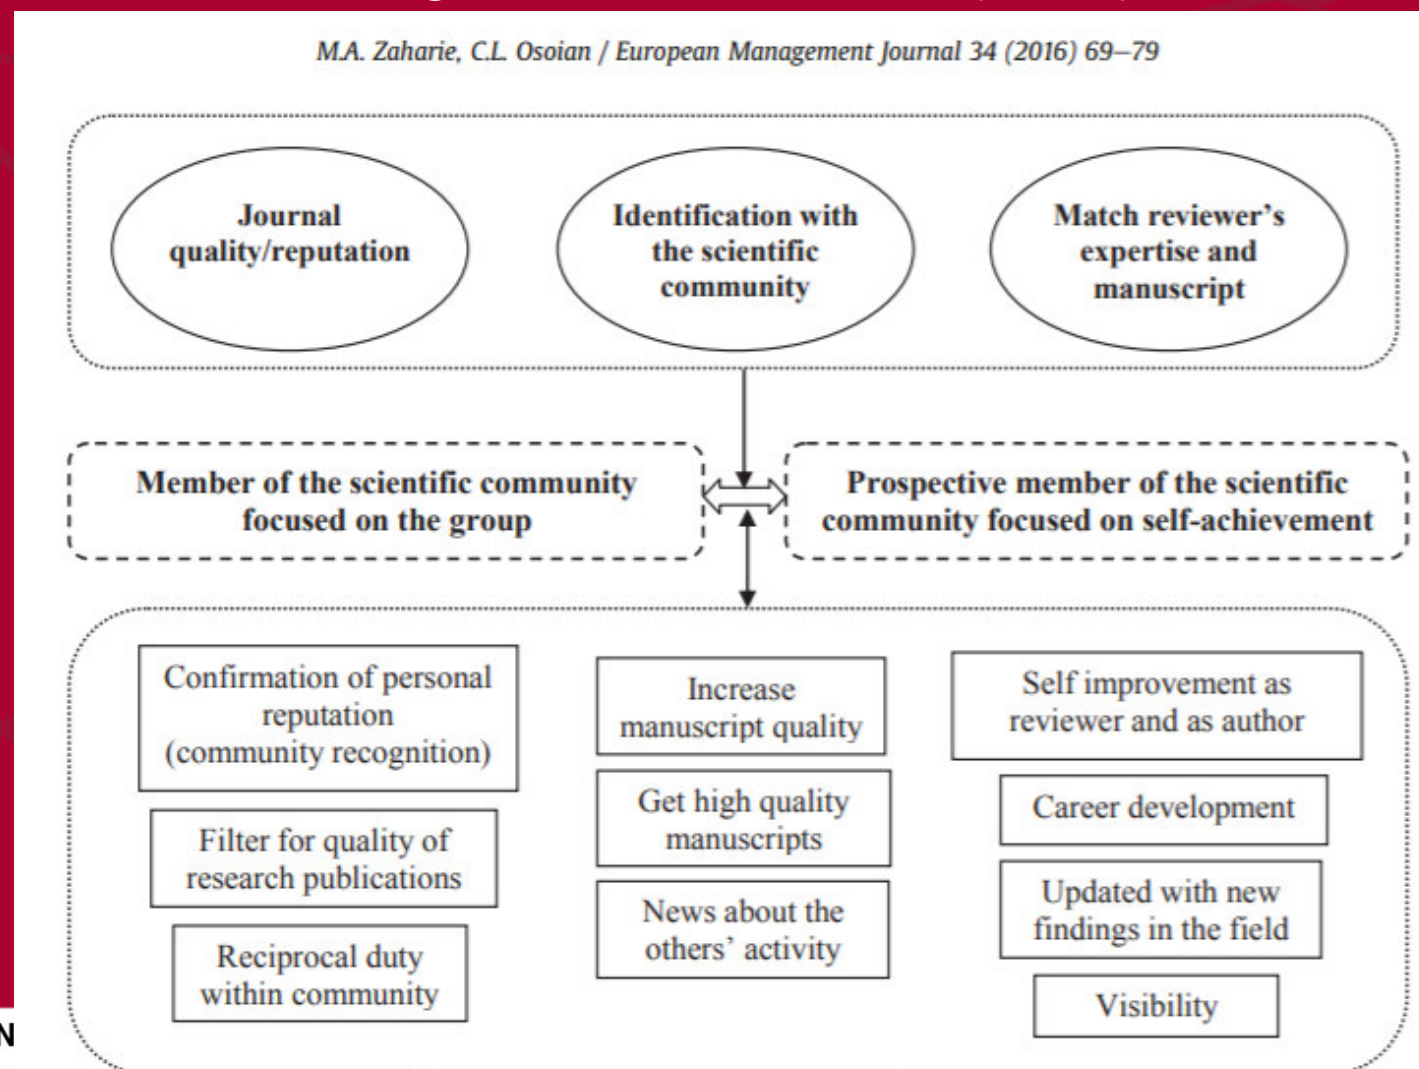 M.A. Zaharie, C.L. Osoian / European Management Journal 34 (2016) 69–79
Journal
quality/reputation
Identification with
the scientific
community
Match reviewer's
expertise and
manuscript
Member of the scientific community
focused on the group
Prospective member of the scientific
community focused on self-achievement
Confirmation of personal
reputation
(community recognition)
Filter for quality of
research publications
Reciprocal duty
within community
Increase
manuscript quality
Get high quality
manuscripts
News about the
others' activity
Self improvement as
reviewer and as author
Career development
Updated with new
findings in the field
Visibility
N